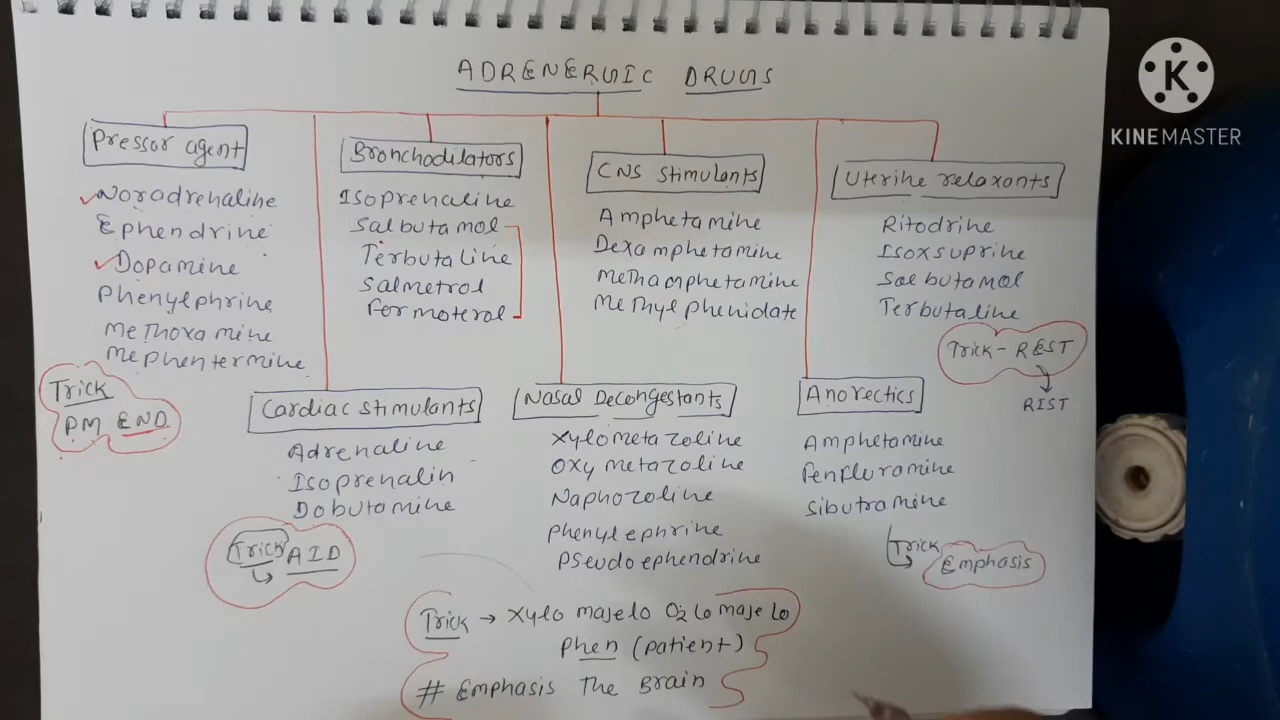 ADRENERGIC DRUGS
Pressor agent
Noradrenaline
Ephendrine
Dopamine
Phenylphrine
Methoxamine
Mephentermine
Trick
PM END
Bronchodilators
Isoprenaline
Salbutamol
Terbutaline
Salmetrol
Formoterol
CNS Stimulants
Amphetamine
Dexamphetamine
Methamphetamine
Methylphenidate
Uterine relaxants
Ritodrine
Isoxsuprine
Salbutamol
Terbutaline
Trick - REST
RIST
Cardiac Stimulants
Adrenaline
Isoprenalin
Dobutamine
Trick AID
Nasal Decongestants
Xylometazoline
Oxymetazoline
Naphozoline
Phenylephrine
Pseudoephendrine
Anorectics
Amphetamine
Fenfluramine
Sibutramine
Trick
Emphasis
Trick → Xylo majelo O2 lo majelo
Phen (patient)
# Emphasis The Brain
K
KINEMASTER